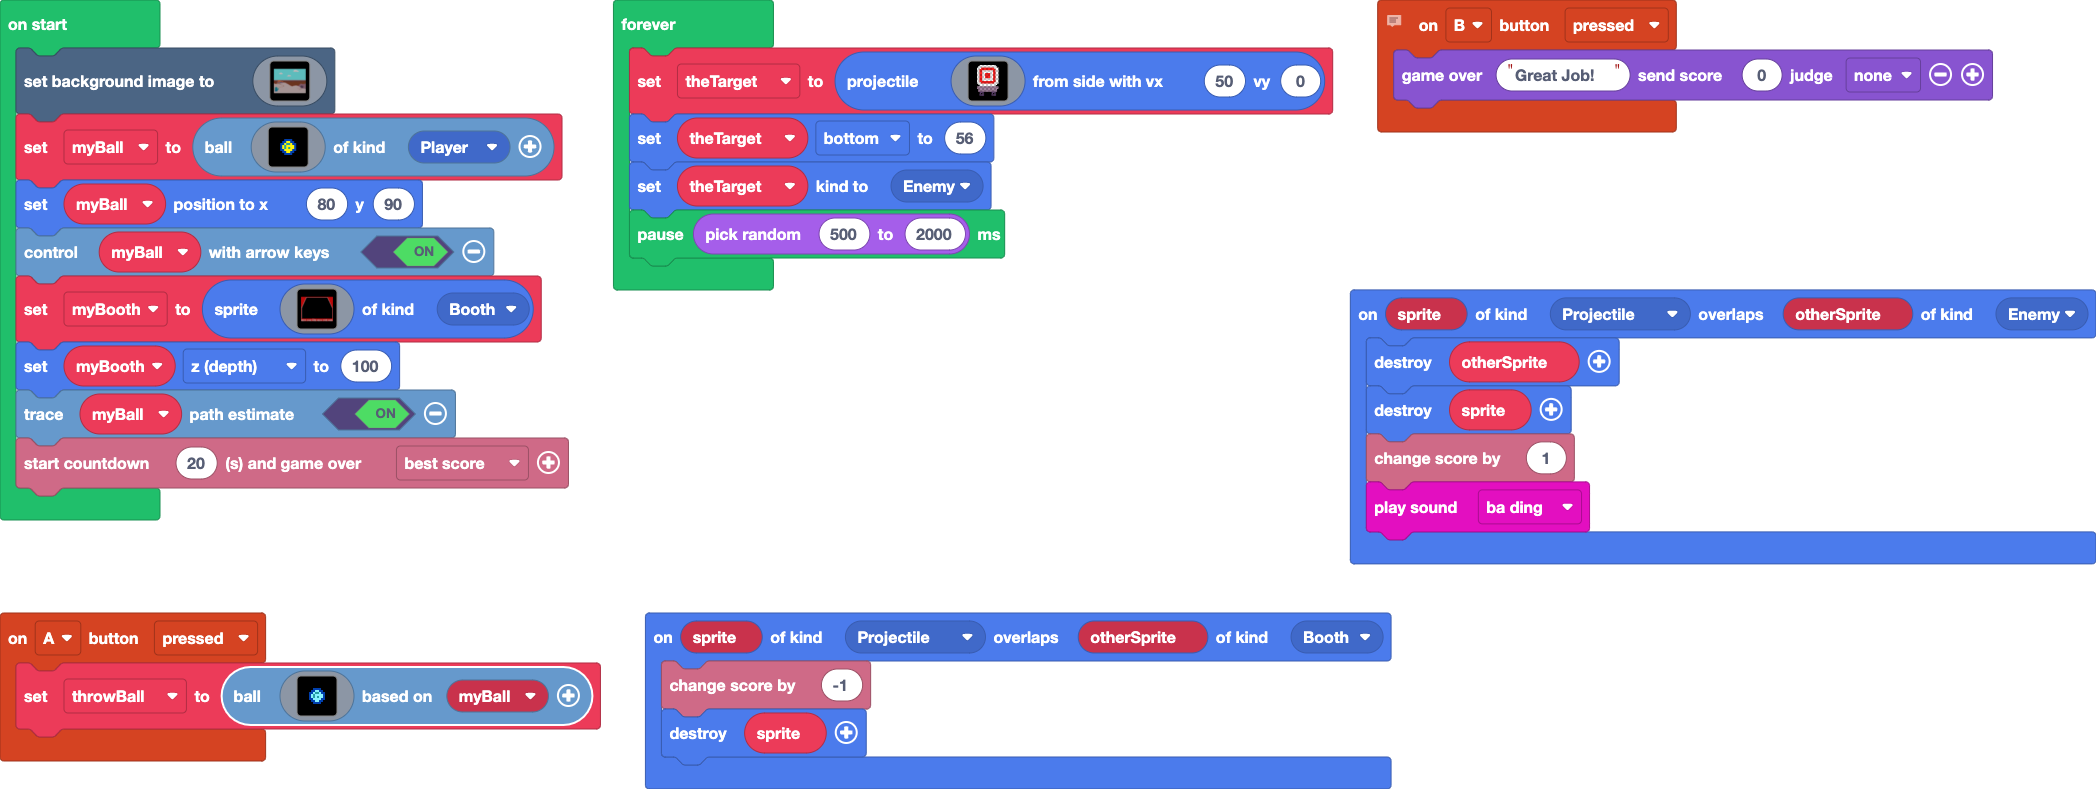 on start
set background image to
set myBall to ball of kind Player
set myBall position to x 80 y 90
control myBall with arrow keys ON
set myBooth to sprite of kind Booth
set myBooth z (depth) to 100
trace myBall path estimate ON
start countdown 20 (s) and game over best score
forever
set theTarget to projectile from side with vx 50 vy 0
set theTarget bottom to 56
set theTarget kind to Enemy
pause pick random 500 to 2000 ms
on B button pressed
game over "Great Job!" send score 0 judge none
on sprite of kind Projectile overlaps otherSprite of kind Enemy
destroy otherSprite
destroy sprite
change score by 1
play sound ba ding
on A button pressed
set throwBall to ball based on myBall
on sprite of kind Projectile overlaps otherSprite of kind Booth
change score by -1
destroy sprite